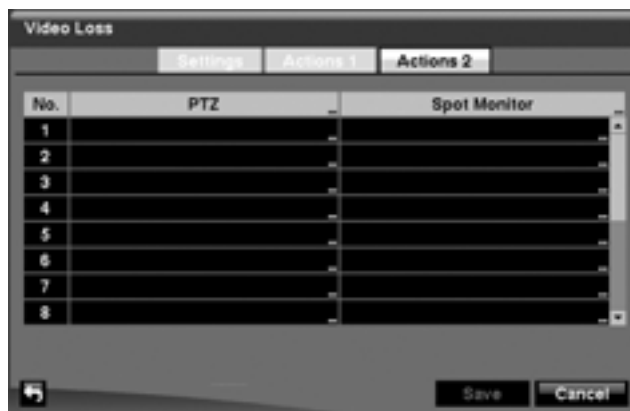 Video Loss
Settings Actions 1 Actions 2
No. PTZ ... Spot Monitor ...
1 ... ...
2 ... ...
3 ... ...
4 ... ...
5 ... ...
6 ... ...
7 ... ...
8 ... ...
Save Cancel